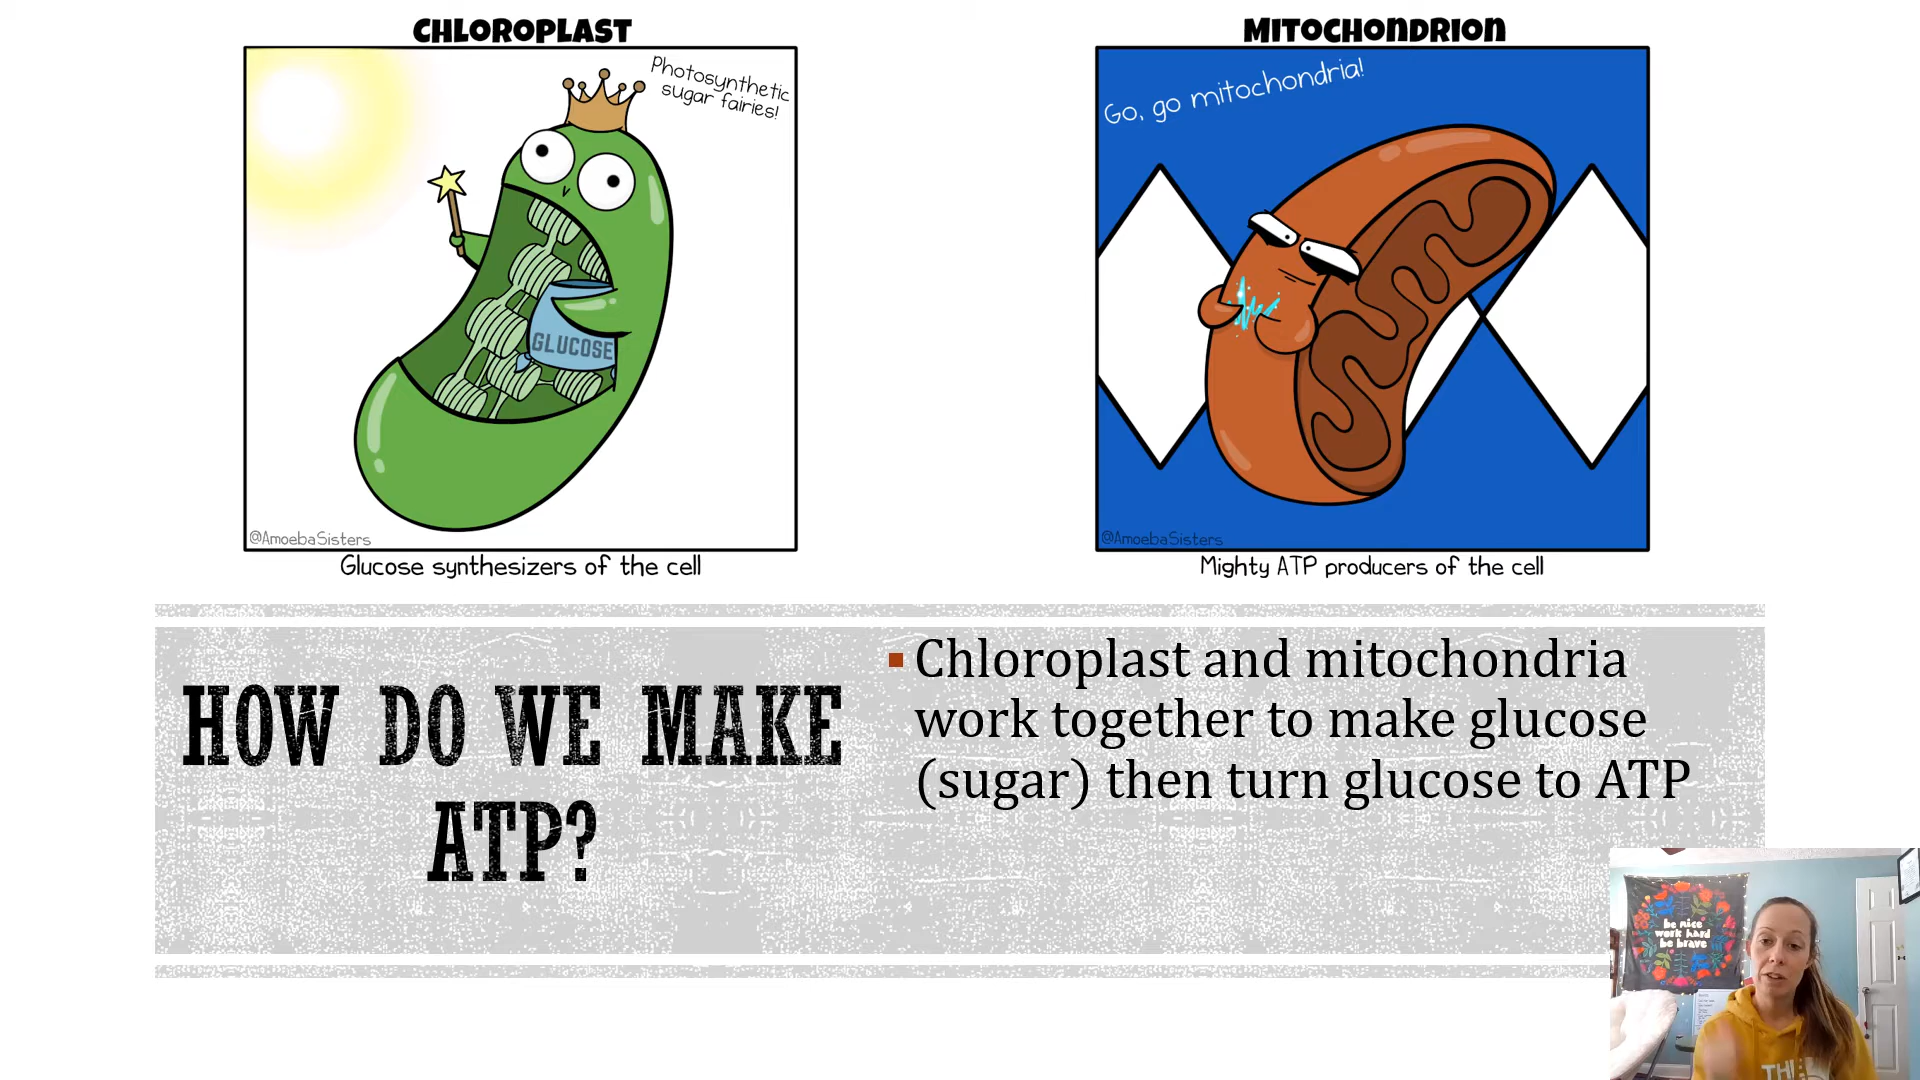 CHLOROPLAST
Photosynthetic
sugar fairies!
GLUCOSE
@AmoebaSisters
Glucose synthesizers of the cell
MITOCHONDRION
Go, go mitochondria!
@AmoebaSisters
Mighty ATP producers of the cell
HOW DO WE MAKE
ATP?
Chloroplast and mitochondria
work together to make glucose
(sugar) then turn glucose to ATP
be nice
work hard
be brave